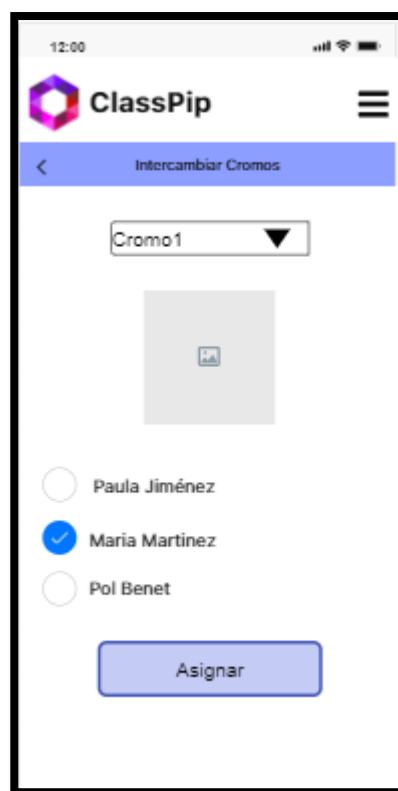 12:00
ClassPip
Intercambiar Cromos
Cromo1
Paula Jiménez
Maria Martinez
Pol Benet
Asignar